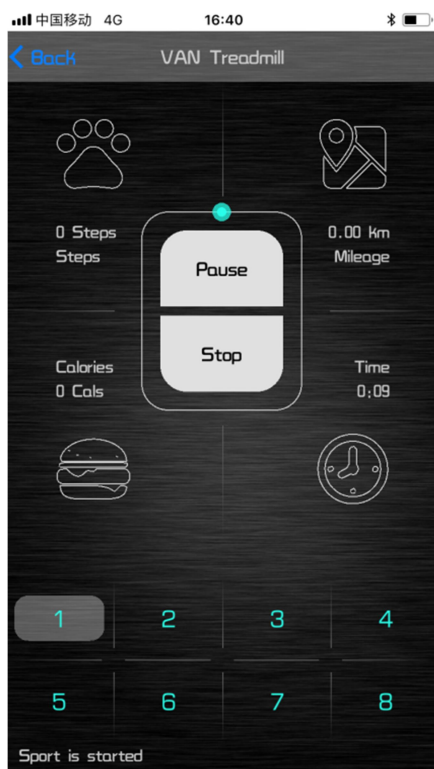 中国移动 4G 16:40
Back VAN Treadmill
0 Steps
Steps
0.00 km
Mileage
Pause
Stop
Calories
0 Cals
Time
0:09
1 2 3 4
5 6 7 8
Sport is started